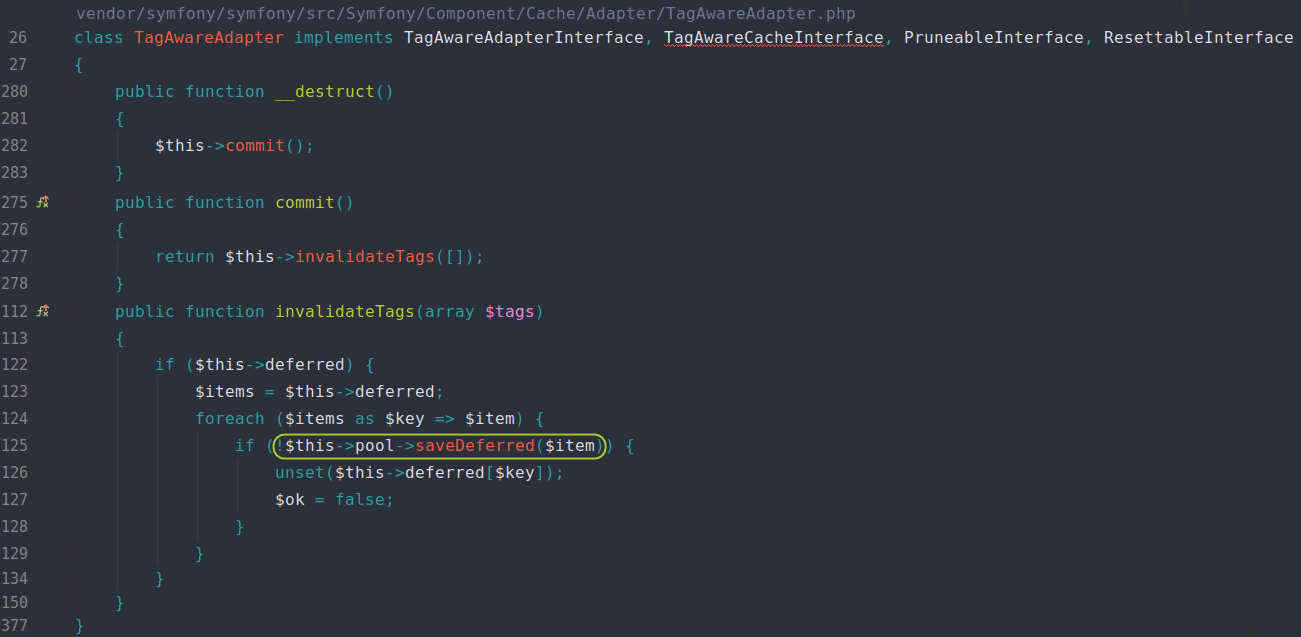 vendor/symfony/symfony/src/Symfony/Component/Cache/Adapter/TagAwareAdapter.php
26 class TagAwareAdapter implements TagAwareAdapterInterface, TagAwareCacheInterface, PruneableInterface, ResettableInterface
27 {
280 public function __destruct()
281 {
282 $this->commit();
283 }
275 public function commit()
276 {
277 return $this->invalidateTags([]);
278 }
112 public function invalidateTags(array $tags)
113 {
122 if ($this->deferred) {
123 $items = $this->deferred;
124 foreach ($items as $key => $item) {
125 if (!$this->pool->saveDeferred($item)) {
126 unset($this->deferred[$key]);
127 $ok = false;
128 }
129 }
134 }
150 }
377 }